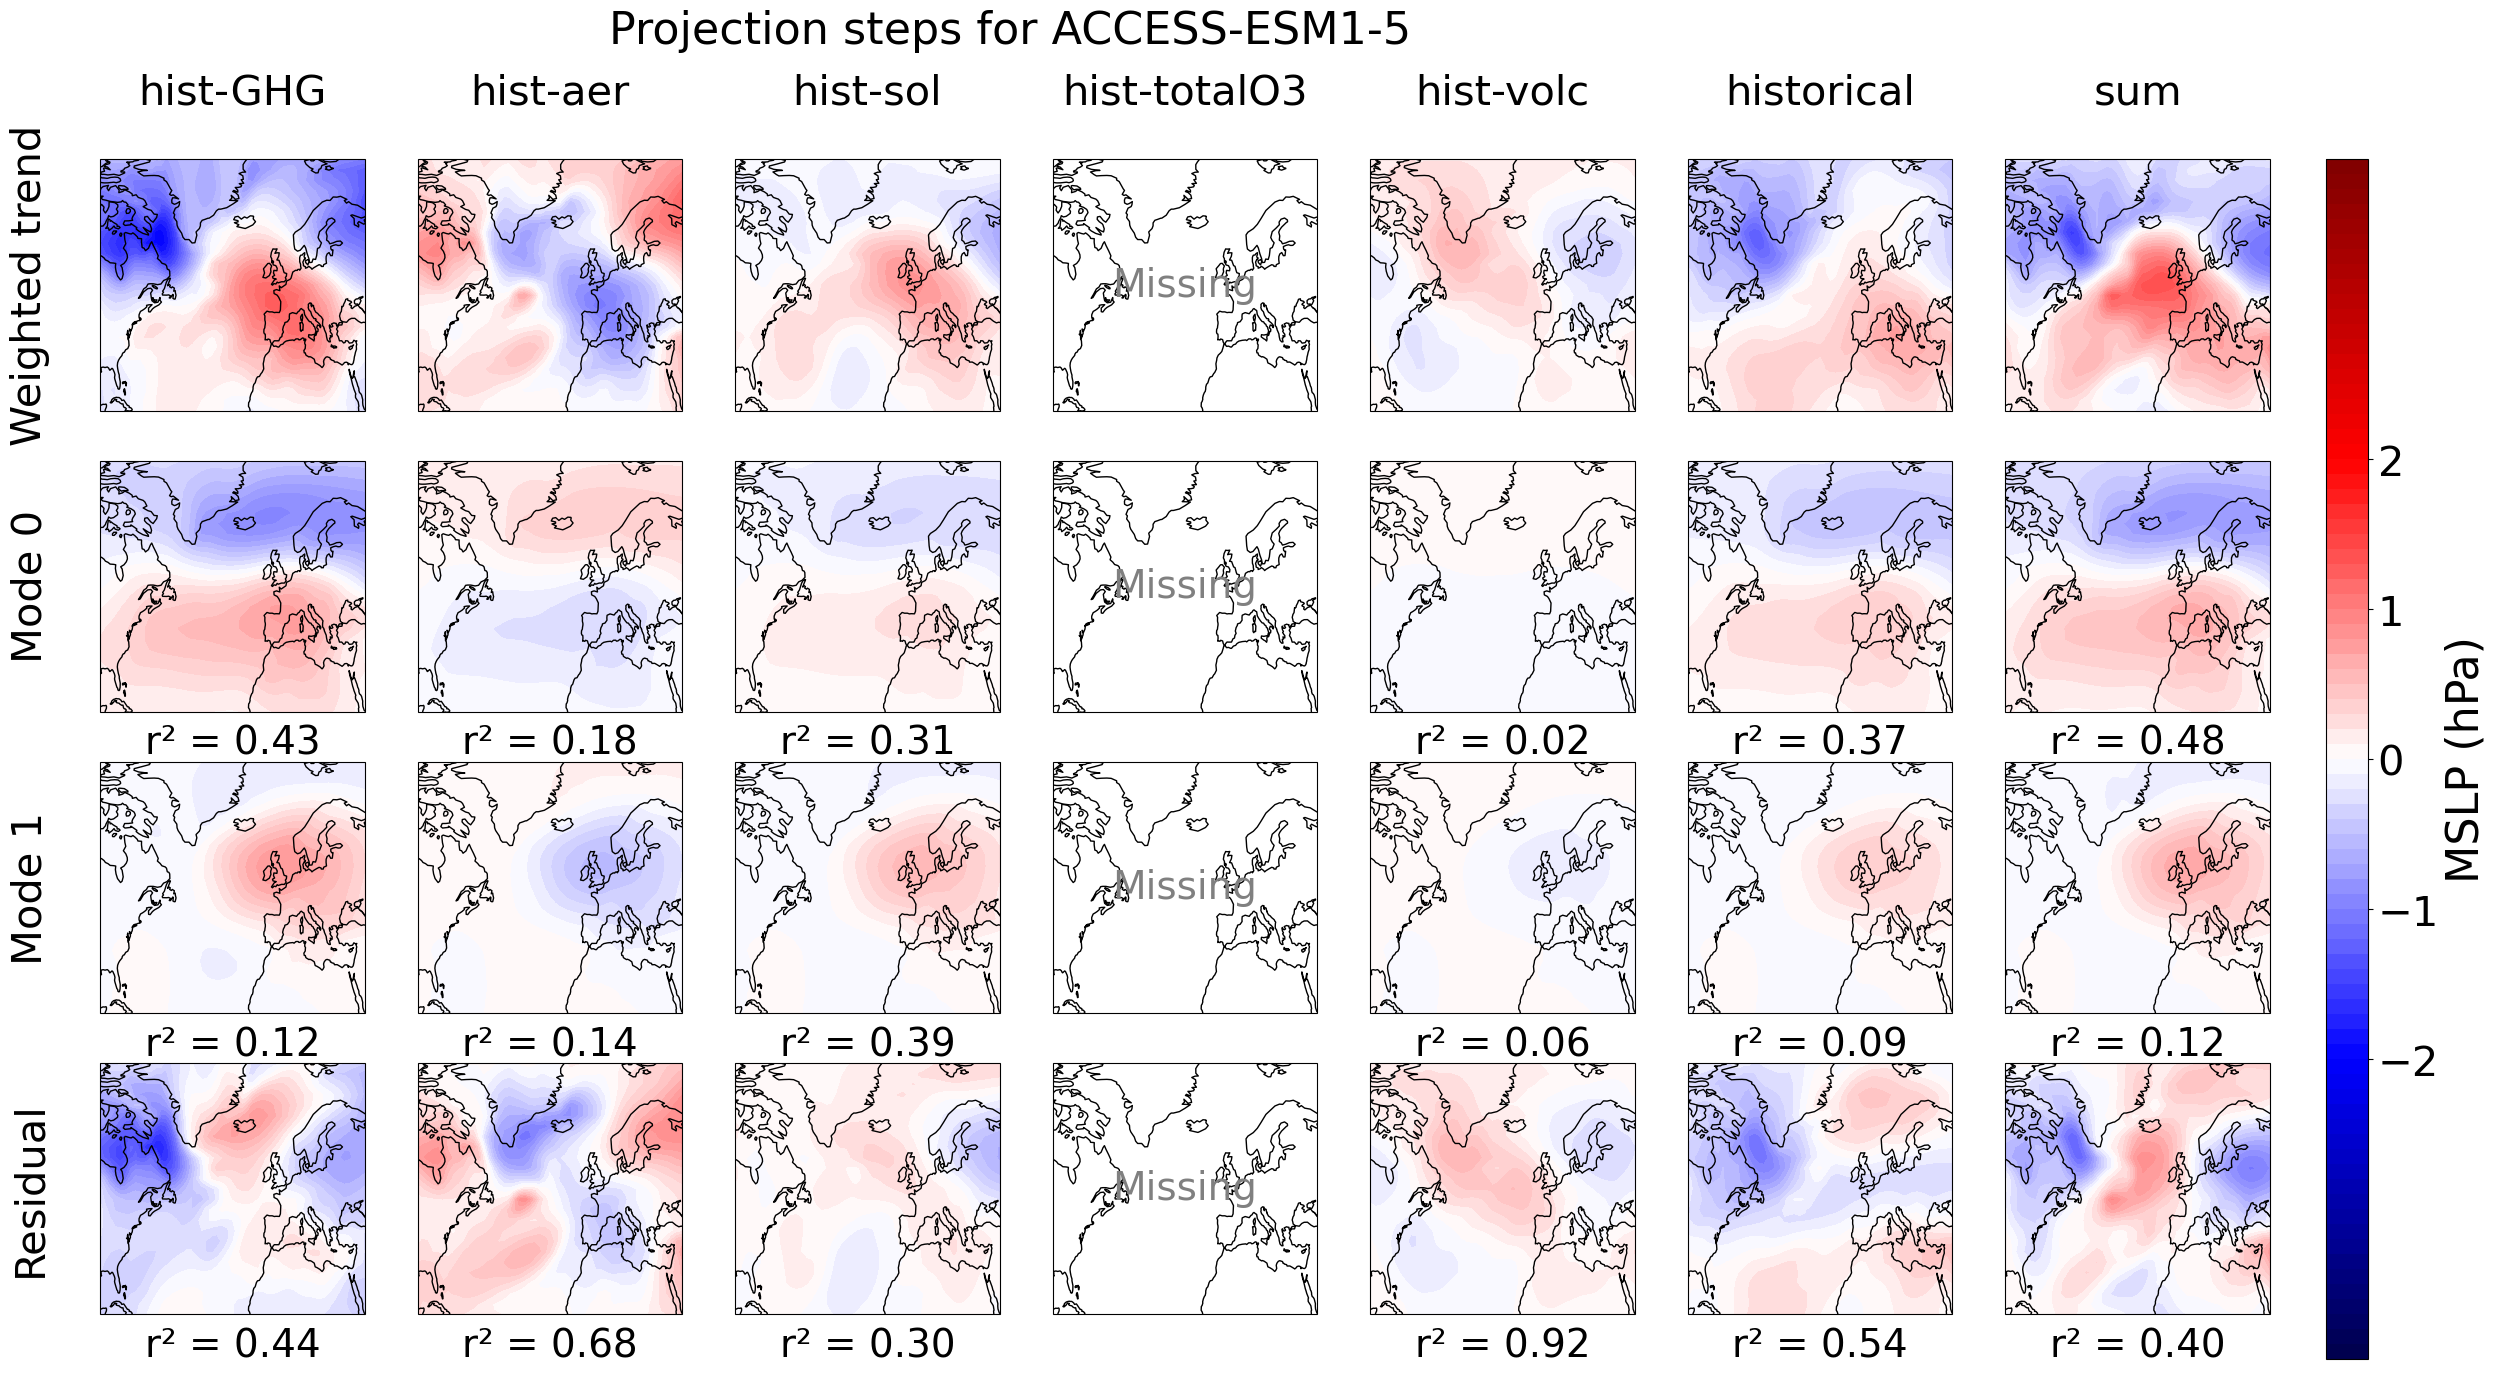 Projection steps for ACCESS-ESM1-5
hist-GHG hist-aer hist-sol hist-totalO3 hist-volc historical sum
Weighted trend
Missing
Mode 0
Missing
r² = 0.43 r² = 0.18 r² = 0.31 r² = 0.02 r² = 0.37 r² = 0.48
Mode 1
Missing
r² = 0.12 r² = 0.14 r² = 0.39 r² = 0.06 r² = 0.09 r² = 0.12
Residual
Missing
r² = 0.44 r² = 0.68 r² = 0.30 r² = 0.92 r² = 0.54 r² = 0.40
2
1
0
−1
−2
MSLP (hPa)